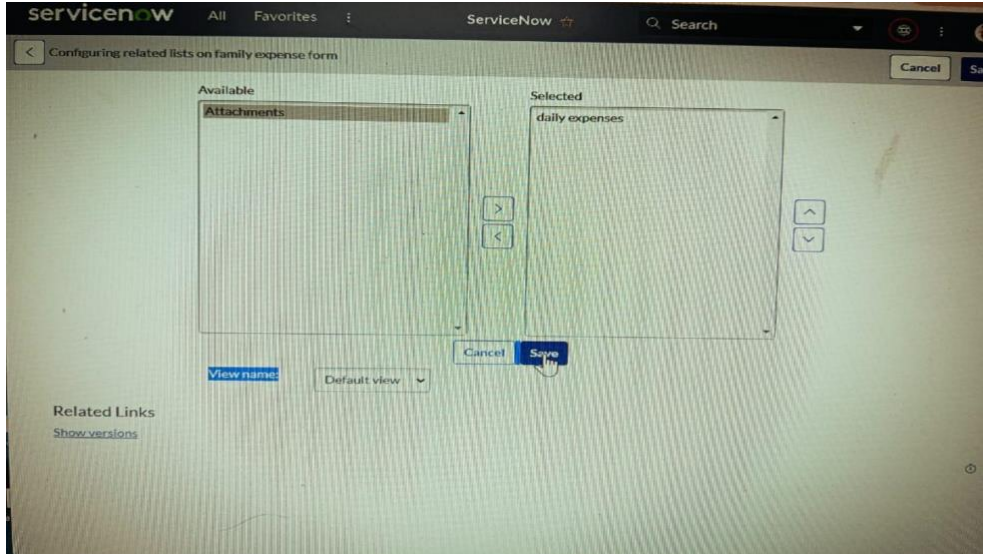 servicenow All Favorites ServiceNow Search
Configuring related lists on family expense form
Cancel Sa
Available Selected
Attachments daily expenses
> 
<
Cancel Save
View name: Default view
Related Links
Show versions